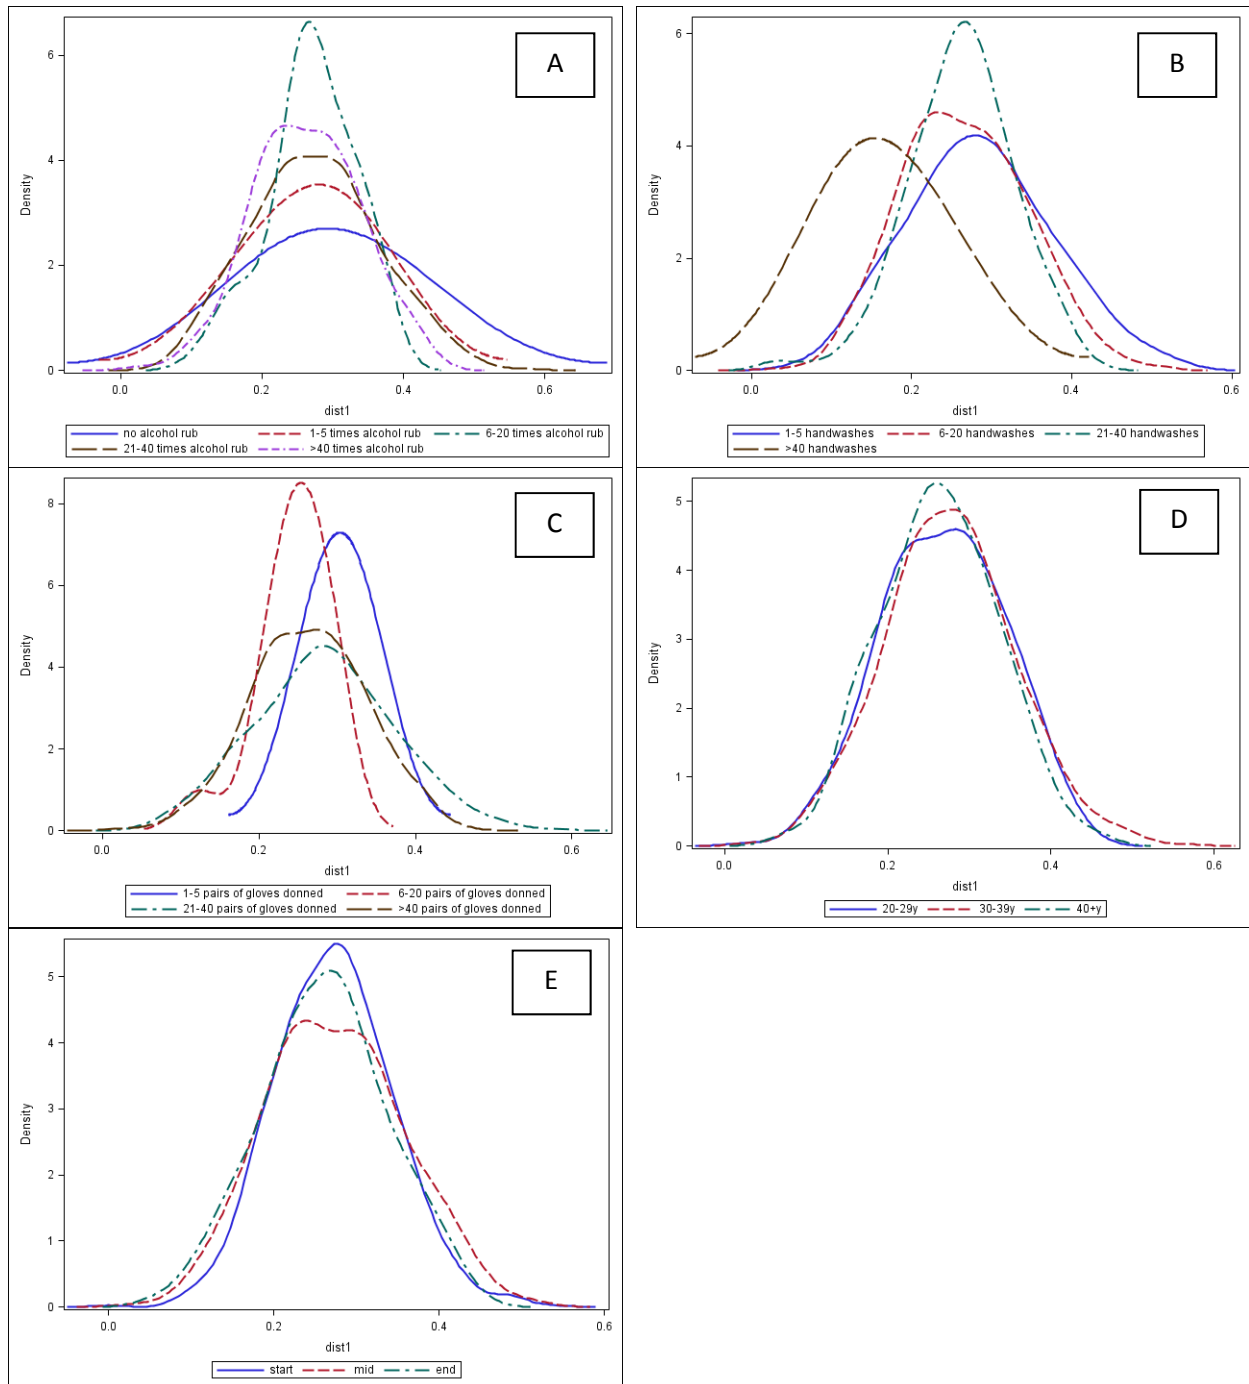 A
Density
6
4
2
0
0.0 0.2 0.4 0.6
dist1
no alcohol rub 1-5 times alcohol rub 6-20 times alcohol rub
21-40 times alcohol rub >40 times alcohol rub
B
Density
6
4
2
0
0.0 0.2 0.4 0.6
dist1
1-5 handwashes 6-20 handwashes 21-40 handwashes
>40 handwashes
C
Density
8
6
4
2
0
0.0 0.2 0.4 0.6
dist1
1-5 pairs of gloves donned 6-20 pairs of gloves donned
21-40 pairs of gloves donned >40 pairs of gloves donned
D
Density
5
4
3
2
1
0
0.0 0.2 0.4 0.6
dist1
20-29y 30-39y 40+y
E
Density
5
4
3
2
1
0
0.0 0.2 0.4 0.6
dist1
start mid end